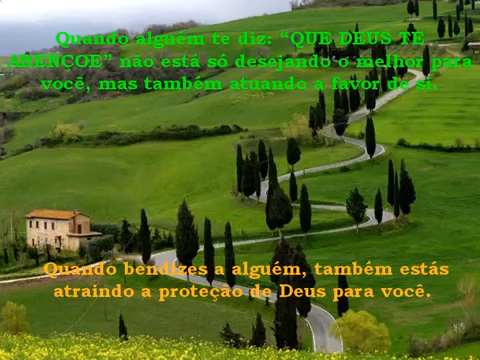 Quando alguém te diz: “QUE DEUS TE
ABENÇOE” não está só desejando o melhor para
você, mas também atuando a favor de si.
Quando bendizes a alguém, também estás
atraindo a proteção de Deus para você.